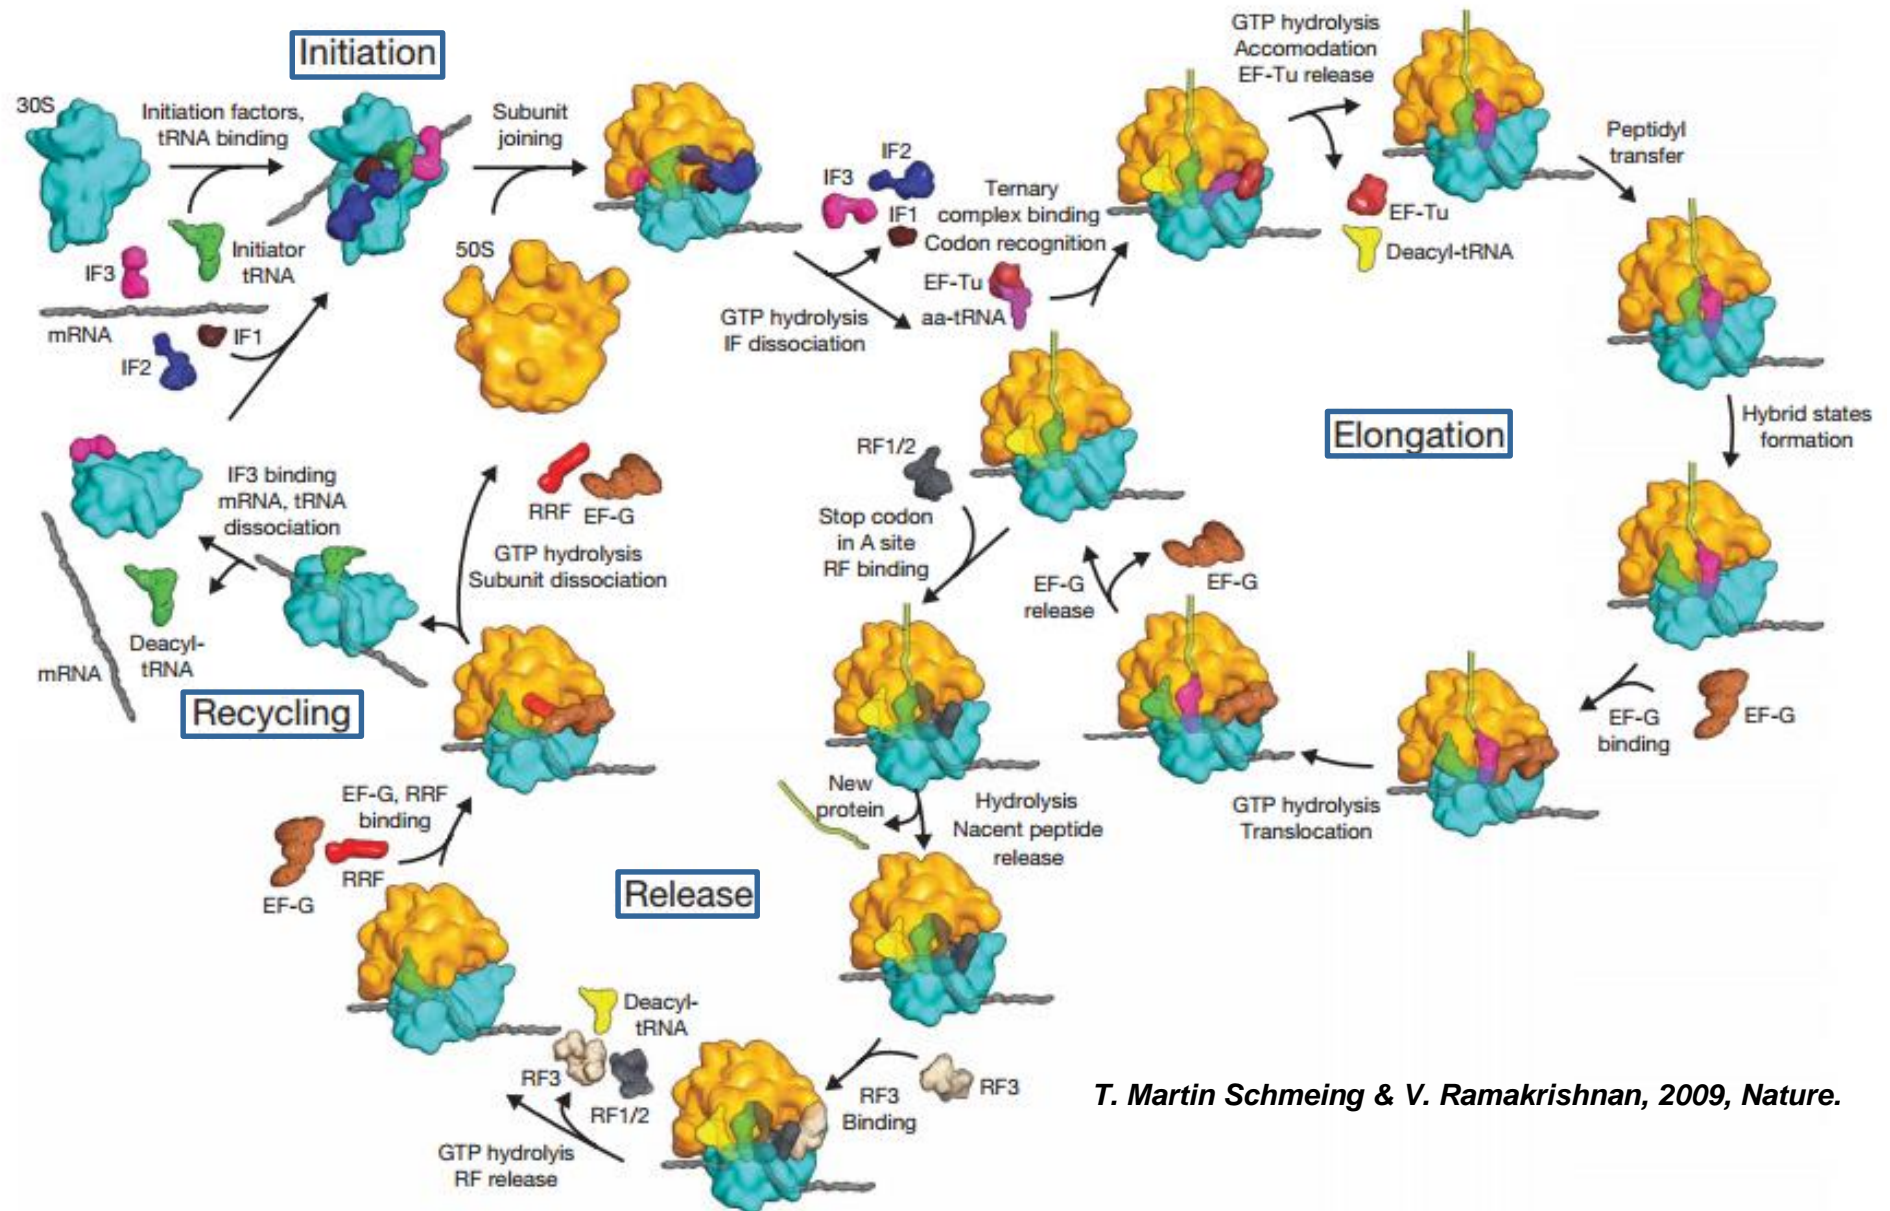 Initiation
30S
Initiation factors,
tRNA binding
IF3
Initiator
tRNA
mRNA
IF1
IF2
Subunit
joining
50S
IF2
IF3
IF1
GTP hydrolysis
IF dissociation
Ternary
complex binding
Codon recognition
EF-Tu
aa-tRNA
GTP hydrolysis
Accomodation
EF-Tu release
EF-Tu
Deacyl-tRNA
Peptidyl
transfer
Elongation
Hybrid states
formation
EF-G
binding
EF-G
GTP hydrolysis
Translocation
EF-G
release
EF-G
RF1/2
Stop codon
in A site
RF binding
New
protein
Hydrolysis
Nacent peptide
release
Release
RF3
Binding
RF3
Deacyl-
tRNA
RF3
RF1/2
GTP hydrolyis
RF release
EF-G, RRF
binding
EF-G
RRF
Recycling
RRF
EF-G
GTP hydrolysis
Subunit dissociation
IF3 binding
mRNA, tRNA
dissociation
Deacyl-
tRNA
mRNA
T. Martin Schmeing & V. Ramakrishnan, 2009, Nature.